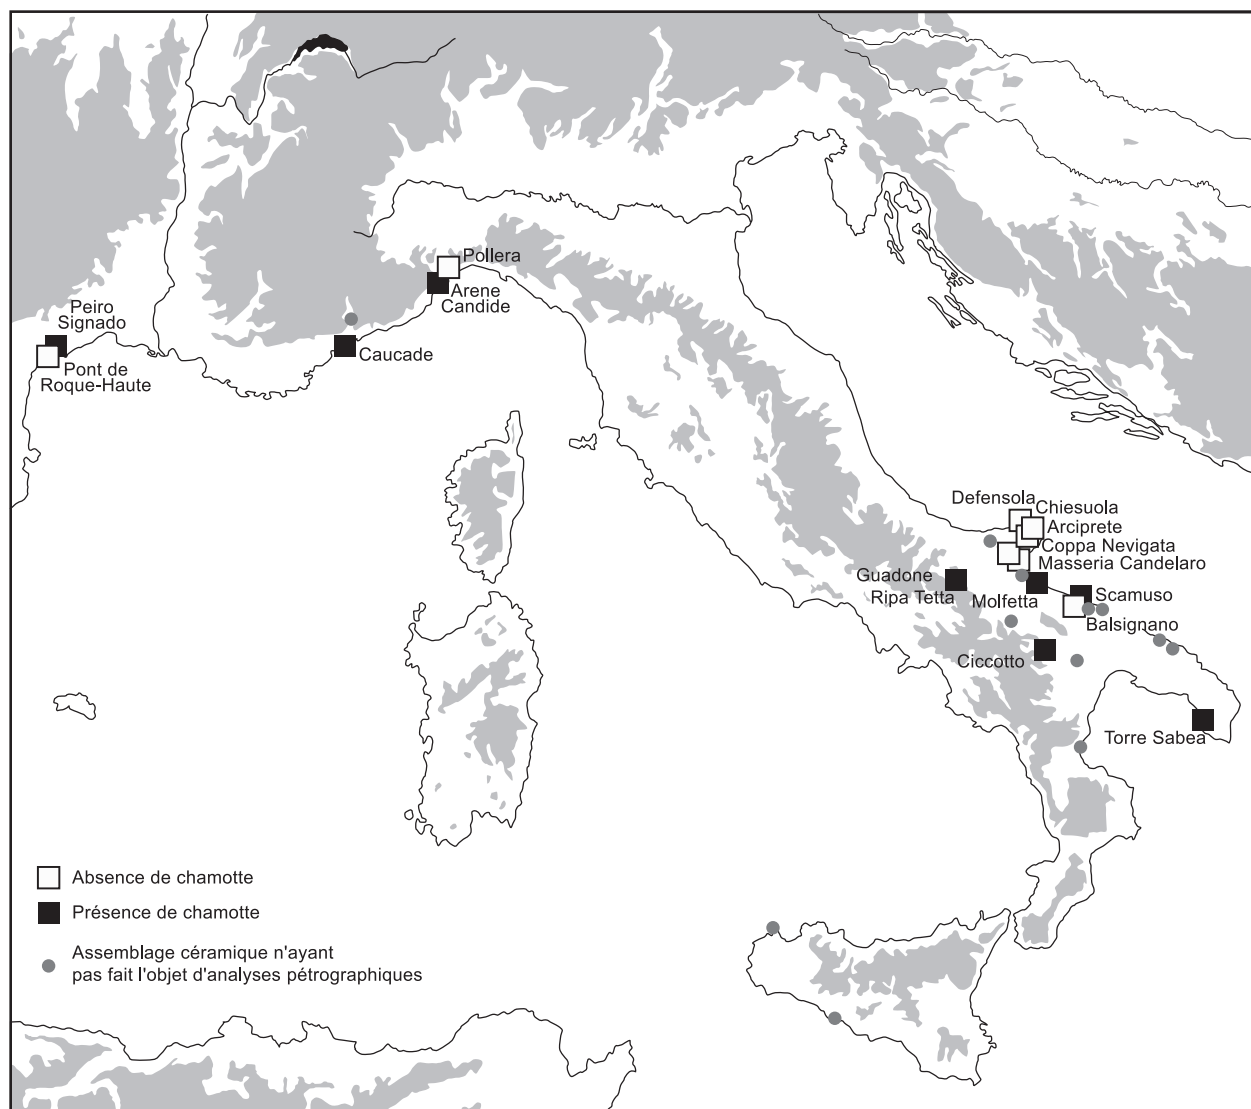 Pollera
Arene
Candide
Peiro
Signado
Pont de
Roque-Haute
Caucade
Defensola
Chiesuola
Arciprete
Coppa Nevigata
Masseria Candelaro
Guadone
Ripa Tetta
Molfetta
Scamuso
Balsignano
Ciccotto
Torre Sabea
Absence de chamotte
Présence de chamotte
Assemblage céramique n'ayant
pas fait l'objet d'analyses pétrographiques